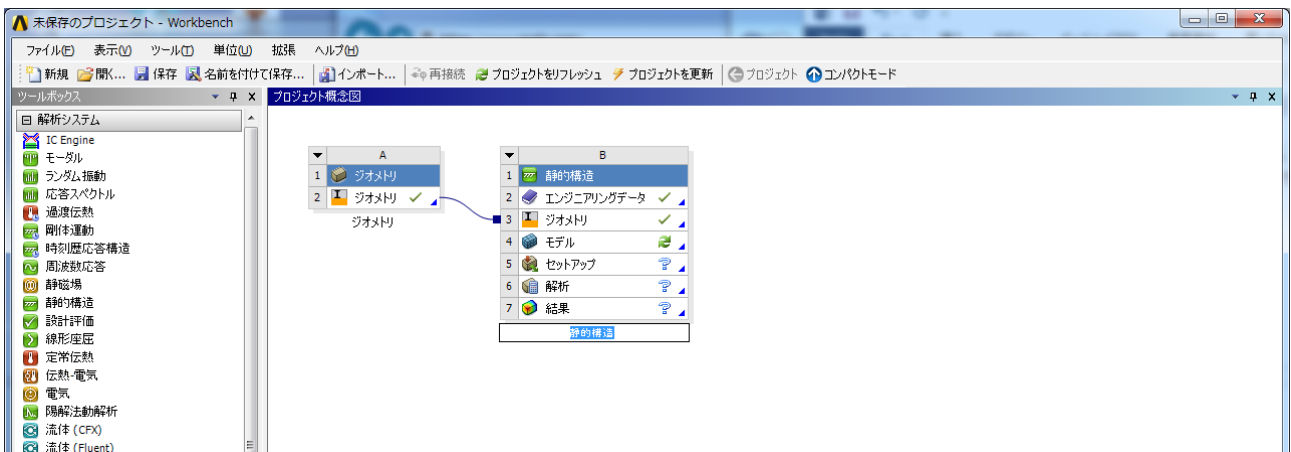 未保存のプロジェクト - Workbench
ファイル(F) 表示(V) ツール(T) 単位(U) 拡張 ヘルプ(H)
新規 開く... 保存 名前を付けて保存... インポート... 再接続 プロジェクトをリフレッシュ プロジェクトを更新 プロジェクト コンパクトモード
ツールボックス
プロジェクト概念図
解析システム
IC Engine
モーダル
ランダム振動
応答スペクトル
過渡伝熱
剛体運動
時刻歴応答構造
周波数応答
静磁場
静的構造
設計評価
線形座屈
定常伝熱
伝熱-電気
電気
陽解法動解析
流体 (CFX)
流体 (Fluent)
A
1 ジオメトリ
2 ジオメトリ
ジオメトリ
B
1 静的構造
2 エンジニアリングデータ
3 ジオメトリ
4 モデル
5 セットアップ
6 解析
7 結果
静的構造